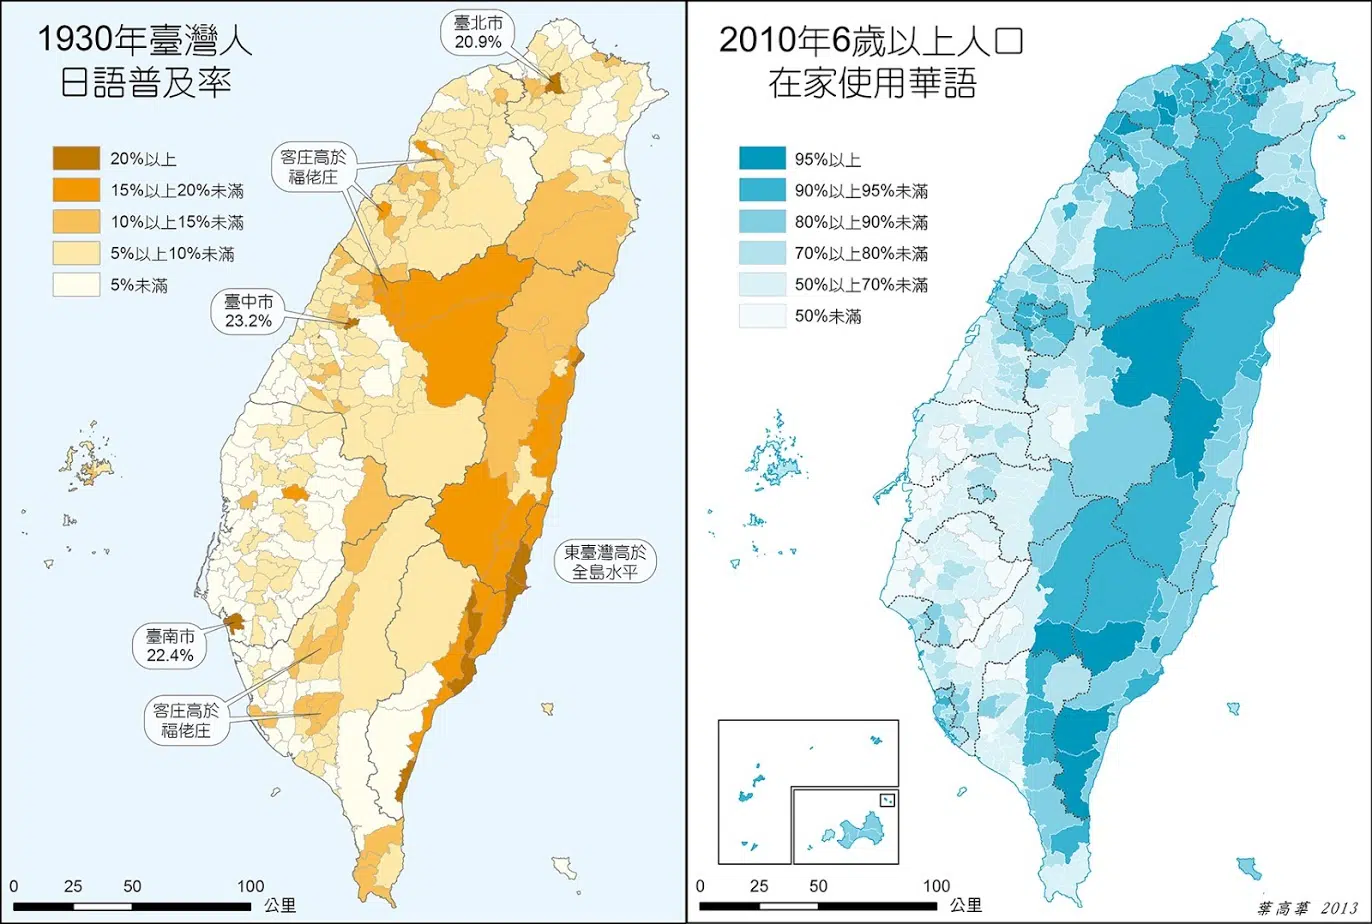 1930年臺灣人
日語普及率
20%以上
15%以上20%未滿
10%以上15%未滿
5%以上10%未滿
5%未滿
臺北市
20.9%
客庄高於
福佬庄
臺中市
23.2%
東臺灣高於
全島水平
臺南市
22.4%
客庄高於
福佬庄
0 25 50 100 公里
2010年6歲以上人口
在家使用華語
95%以上
90%以上95%未滿
80%以上90%未滿
70%以上80%未滿
50%以上70%未滿
50%未滿
0 25 50 100 公里
葉高華 2013